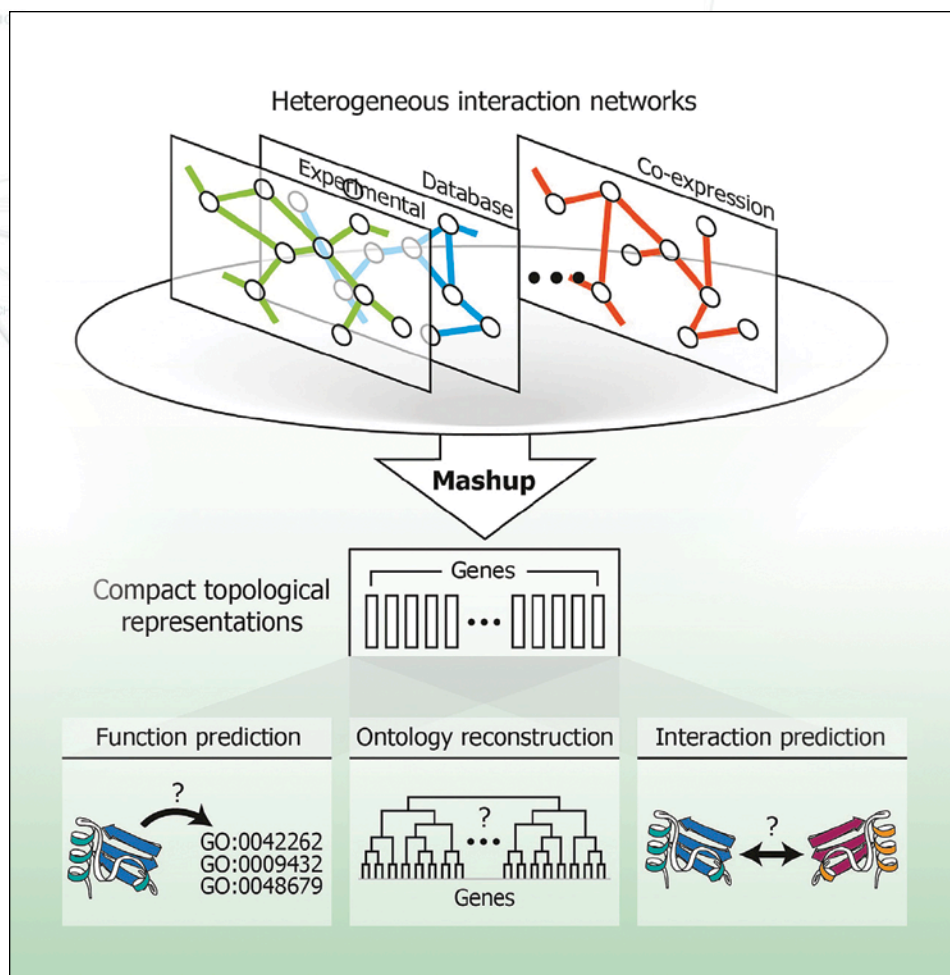 Heterogeneous interaction networks
Experimental
Database
Co-expression
Mashup
Compact topological
representations
Genes
Function prediction
?
GO:0042262
GO:0009432
GO:0048679
Ontology reconstruction
?
Genes
Interaction prediction
?